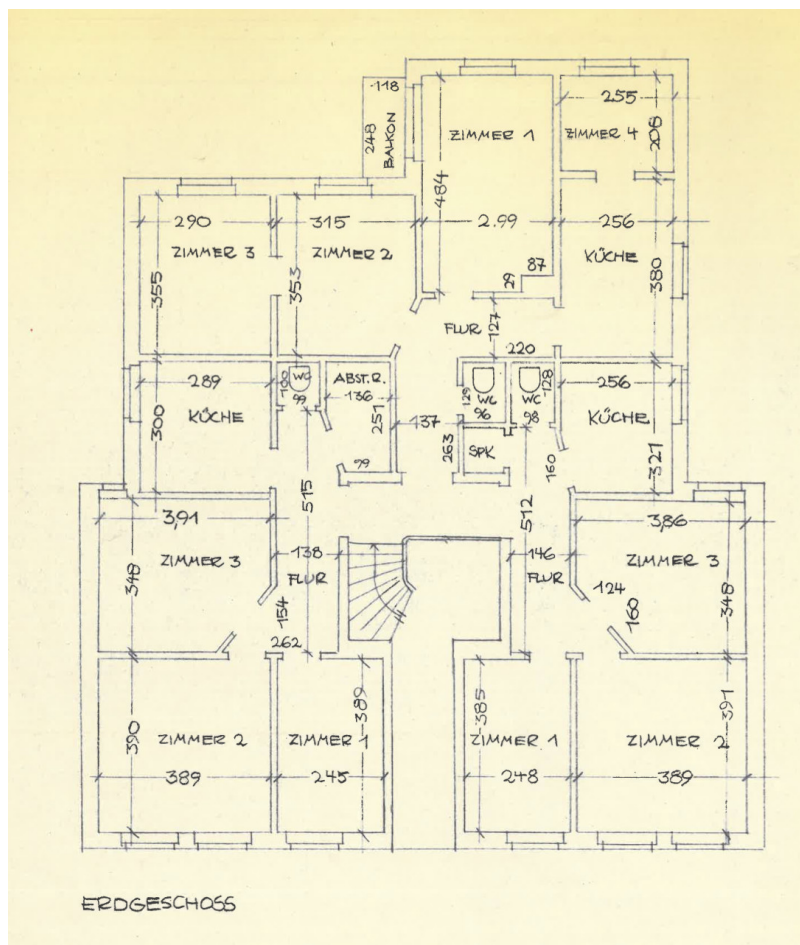 118
255
248
BALKON
ZIMMER 1
ZIMMER 4
208
484
290
315
2.99
256
ZIMMER 3
ZIMMER 2
KÜCHE
355
353
29
87
380
FLUR
127
220
289
100
WC
99
ABST.R.
136
129
WC
96
WC
98
128
256
KÜCHE
300
251
137
263
SPK
KÜCHE
321
99
160
515
512
3,91
3,86
ZIMMER 3
138
146
ZIMMER 3
348
FLUR
FLUR
124
348
154
160
262
389
385
391
390
ZIMMER 2
ZIMMER 1
ZIMMER 1
ZIMMER 2
389
245
248
389
ERDGESCHOSS